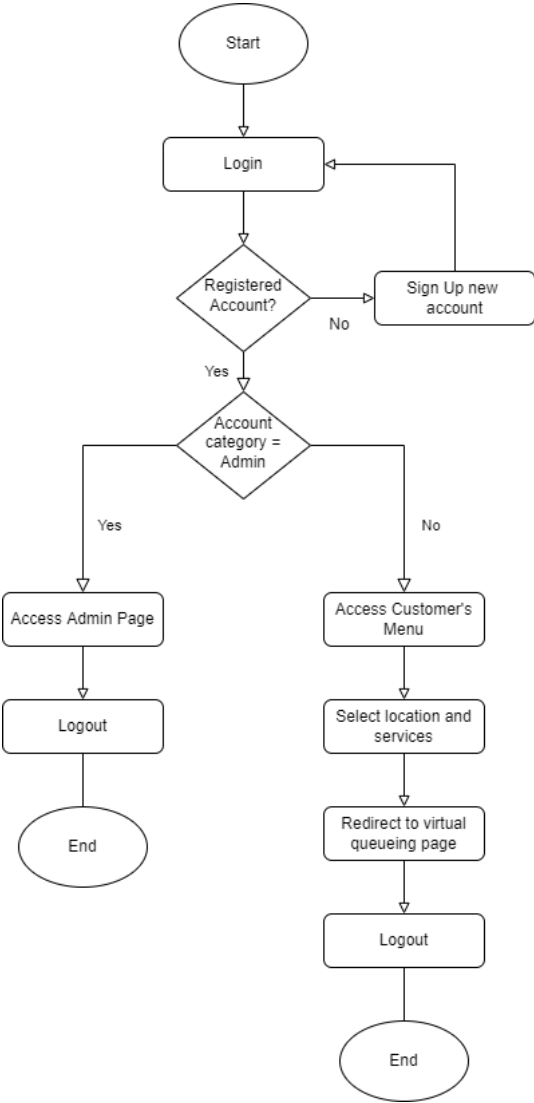 Start
Login
Registered
Account?
Sign Up new
account
No
Yes
Account
category =
Admin
Yes
No
Access Admin Page
Access Customer's
Menu
Logout
Select location and
services
End
Redirect to virtual
queueing page
Logout
End